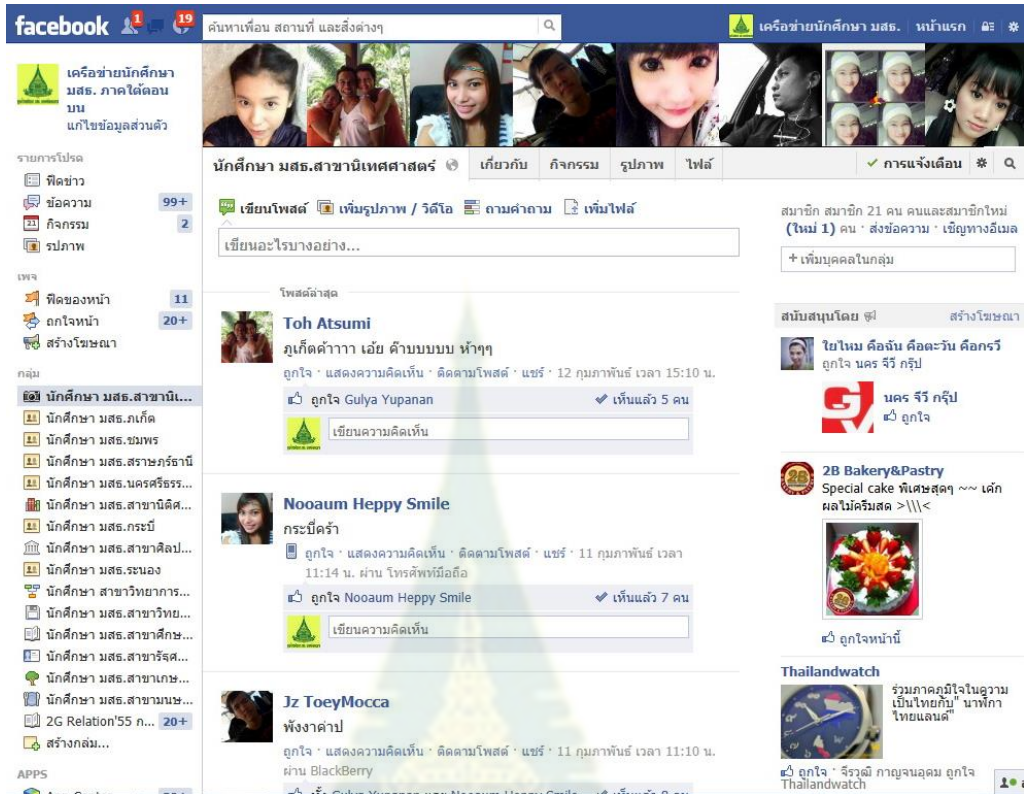 facebook 1 19 ค้นหาเพื่อน สถานที่ และสิ่งต่างๆ เครือข่ายนักศึกษา มสธ. หน้าแรก
เครือข่ายนักศึกษา
มสธ. ภาคใต้ตอน
บน
แก้ไขข้อมูลส่วนตัว
รายการโปรด
ฟีดข่าว
ข้อความ 99+
กิจกรรม 2
รูปภาพ
เพจ
ฟีดของหน้า 11
ถูกใจหน้า 20+
สร้างโฆษณา
กลุ่ม
นักศึกษา มสธ.สาขานิเ...
นักศึกษา มสธ.ภูเก็ต
นักศึกษา มสธ.ชุมพร
นักศึกษา มสธ.สุราษฎร์ธานี
นักศึกษา มสธ.นครศรีธรร...
นักศึกษา มสธ.สาขานิติศ...
นักศึกษา มสธ.กระบี่
นักศึกษา มสธ.สาขาศิลป...
นักศึกษา มสธ.ระนอง
นักศึกษา สาขาวิทยาการ...
นักศึกษา มสธ.สาขาวิทย...
นักศึกษา มสธ.สาขาศึกษ...
นักศึกษา มสธ.สาขารัฐศ...
นักศึกษา มสธ.สาขาเกษ...
นักศึกษา มสธ.สาขามนุษ...
2G Relation'55 ก... 20+
สร้างกลุ่ม...
APPS
นักศึกษา มสธ.สาขานิเทศศาสตร์ เกี่ยวกับ กิจกรรม รูปภาพ ไฟล์ ✓ การแจ้งเตือน
เขียนโพสต์ เพิ่มรูปภาพ / วิดีโอ ถามคำถาม เพิ่มไฟล์
เขียนอะไรบางอย่าง...
โพสต์ล่าสุด
Toh Atsumi
ภูเก็ตค้าาาา เอ้ย ค๊าบบบบบ ห้าๆๆ
ถูกใจ · แสดงความคิดเห็น · ติดตามโพสต์ · แชร์ · 12 กุมภาพันธ์ เวลา 15:10 น.
ถูกใจ Gulya Yupanan เห็นแล้ว 5 คน
เขียนความคิดเห็น
Nooaum Heppy Smile
กระบี่คร้า
ถูกใจ · แสดงความคิดเห็น · ติดตามโพสต์ · แชร์ · 11 กุมภาพันธ์ เวลา
11:14 น. ผ่าน โทรศัพท์มือถือ
ถูกใจ Nooaum Heppy Smile เห็นแล้ว 7 คน
เขียนความคิดเห็น
Jz ToeyMocca
พังงาค่าป
ถูกใจ · แสดงความคิดเห็น · ติดตามโพสต์ · แชร์ · 11 กุมภาพันธ์ เวลา 11:10 น.
ผ่าน BlackBerry
สมาชิก สมาชิก 21 คน คนและสมาชิกใหม่
(ใหม่ 1) คน · ส่งข้อความ · เชิญทางอีเมล
+ เพิ่มบุคคลในกลุ่ม
สนับสนุนโดย สร้างโฆษณา
ใยไหม คือฉัน คือตะวัน คือกรวี
ถูกใจ นคร จีวี กรุ๊ป
นคร จีวี กรุ๊ป
ถูกใจ
2B Bakery&Pastry
Special cake พิเศษสุดๆ ~~ เค้ก
ผลไม้ครีมสด >\\\<
ถูกใจหน้านี้
Thailandwatch
ร่วมภาคภูมิใจในความ
เป็นไทยกับ" นาฬิกา
ไทยแลนด์"
ถูกใจ · จีรวุฒิ กาญจนอุดม ถูกใจ
Thailandwatch